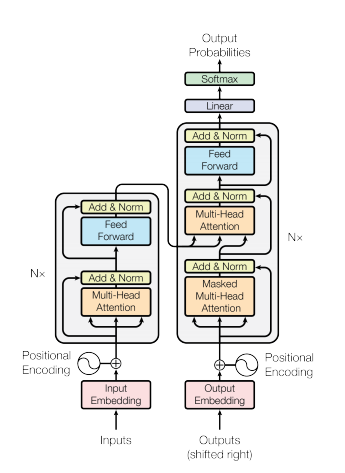 Output
Probabilities
Softmax
Linear
Add & Norm
Feed
Forward
Add & Norm
Multi-Head
Attention
Add & Norm
Masked
Multi-Head
Attention
Nx
Positional
Encoding
Output
Embedding
Outputs
(shifted right)
Add & Norm
Feed
Forward
Add & Norm
Multi-Head
Attention
Nx
Positional
Encoding
Input
Embedding
Inputs